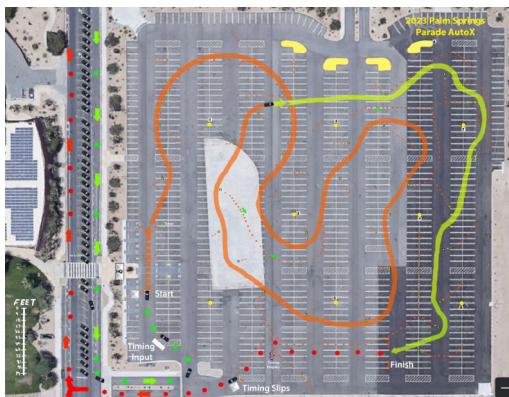 2023 Palm Springs
Parade AutoX
Start
FEET
Timing
Input
Timing Slips
Finish